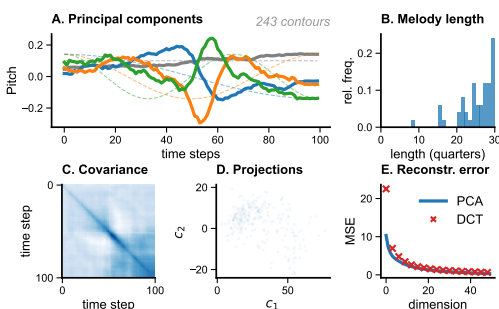 A. Principal components
243 contours
Pitch
0.2
0.0
−0.2
0
20
40
60
80
100
time steps
B. Melody length
rel. freq.
0.2
0.1
0.0
0
10
20
30
length (quarters)
C. Covariance
time step
0
100
0
100
time step
D. Projections
c2
20
0
−20
0
50
c1
E. Reconstr. error
MSE
20
10
0
PCA
DCT
0
20
40
dimension